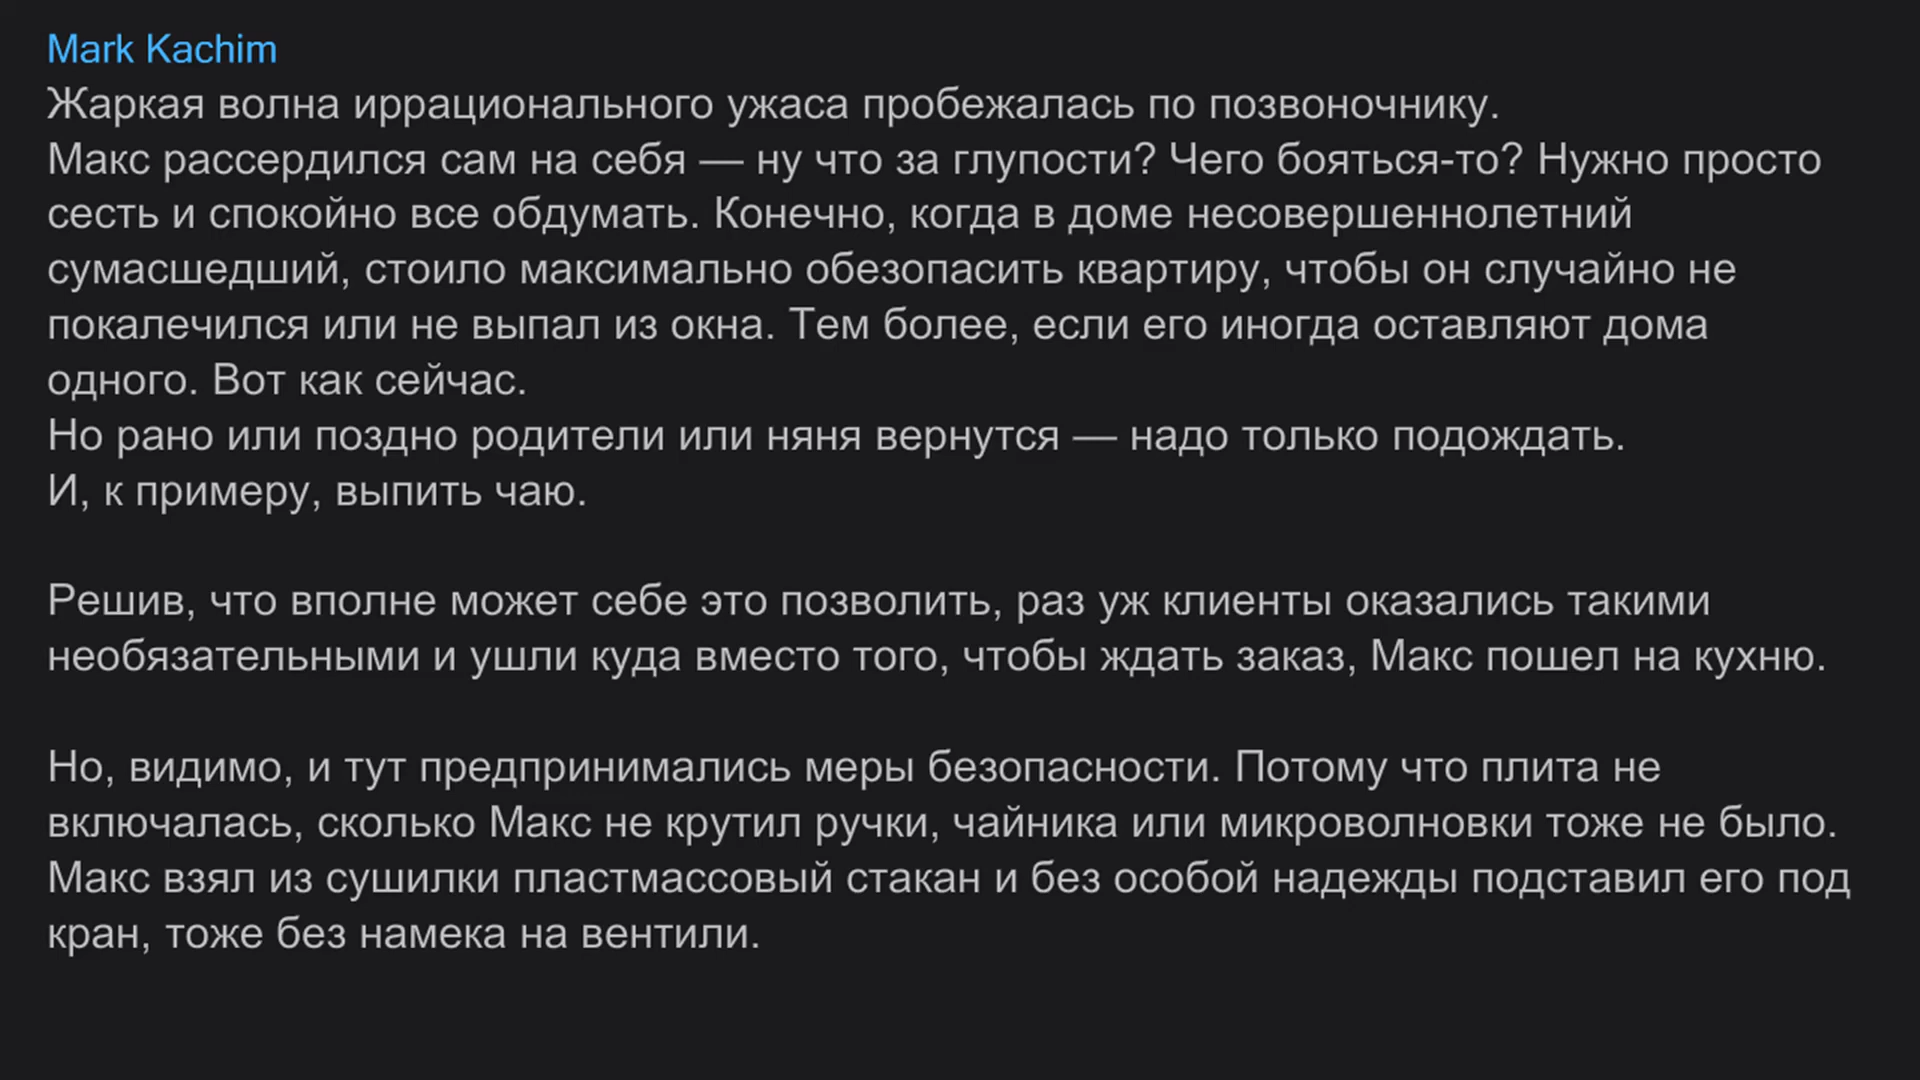 Mark Kachim
Жаркая волна иррационального ужаса пробежалась по позвоночнику.
Макс рассердился сам на себя — ну что за глупости? Чего бояться-то? Нужно просто
сесть и спокойно все обдумать. Конечно, когда в доме несовершеннолетний
сумасшедший, стоило максимально обезопасить квартиру, чтобы он случайно не
покалечился или не выпал из окна. Тем более, если его иногда оставляют дома
одного. Вот как сейчас.
Но рано или поздно родители или няня вернутся — надо только подождать.
И, к примеру, выпить чаю.
Решив, что вполне может себе это позволить, раз уж клиенты оказались такими
необязательными и ушли куда вместо того, чтобы ждать заказ, Макс пошел на кухню.
Но, видимо, и тут предпринимались меры безопасности. Потому что плита не
включалась, сколько Макс не крутил ручки, чайника или микроволновки тоже не было.
Макс взял из сушилки пластмассовый стакан и без особой надежды подставил его под
кран, тоже без намека на вентили.